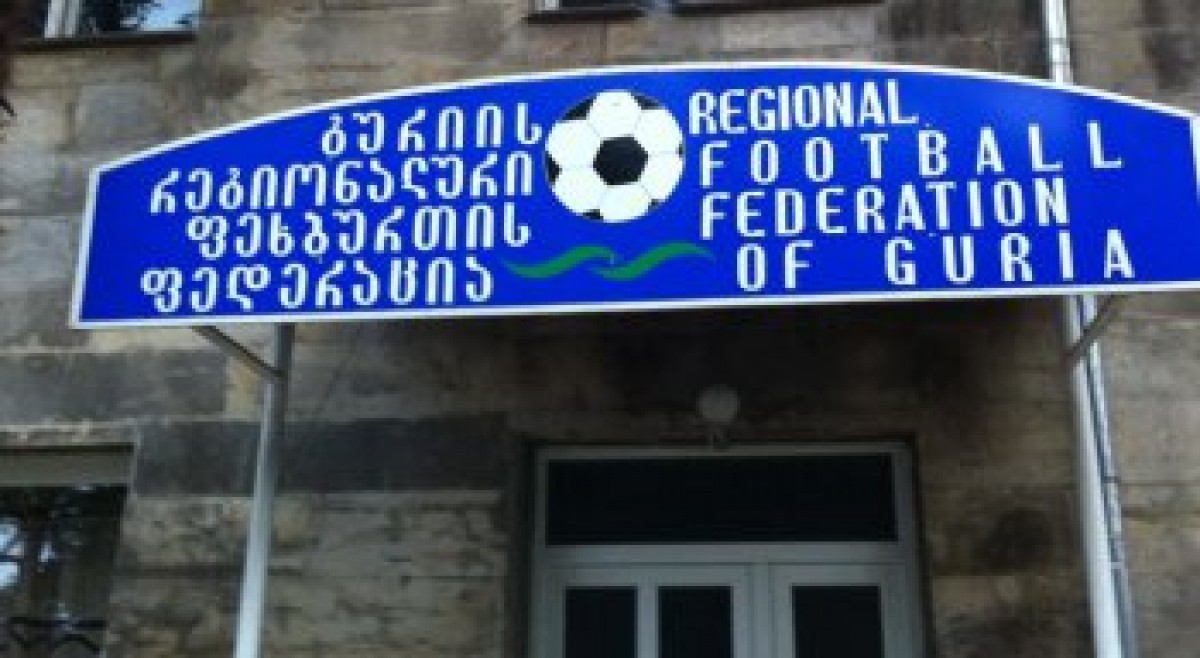 გურიის
რეგიონალური
ფეხბურთის
ფედერაცია
REGIONAL
FOOTBALL
FEDERATION
OF GURIA